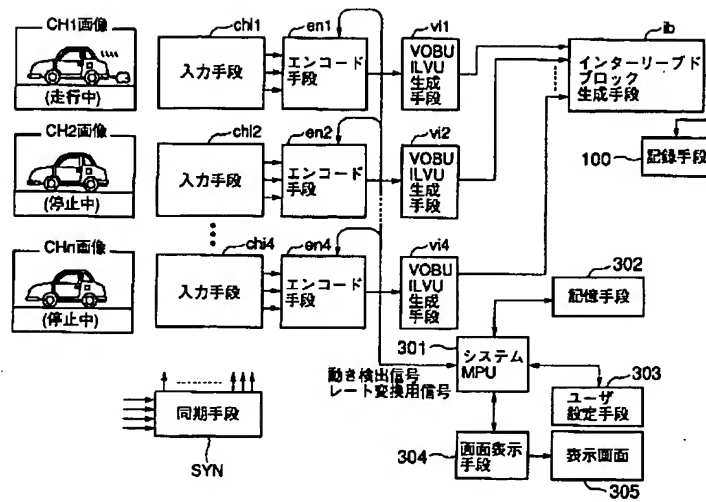 CH1画像
(走行中)
chI1
入力手段
en1
エンコード
手段
vi1
VOBU
ILVU
生成
手段
ib
インターリーブド
ブロック
生成手段
100
記録手段
CH2画像
(停止中)
chI2
入力手段
en2
エンコード
手段
vi2
VOBU
ILVU
生成
手段
CHn画像
(停止中)
chi4
入力手段
en4
エンコード
手段
vi4
VOBU
ILVU
生成
手段
302
記憶手段
301
システム
MPU
動き検出信号
レート変換用信号
303
ユーザ
設定手段
同期手段
SYN
304
画面表示
手段
表示画面
305